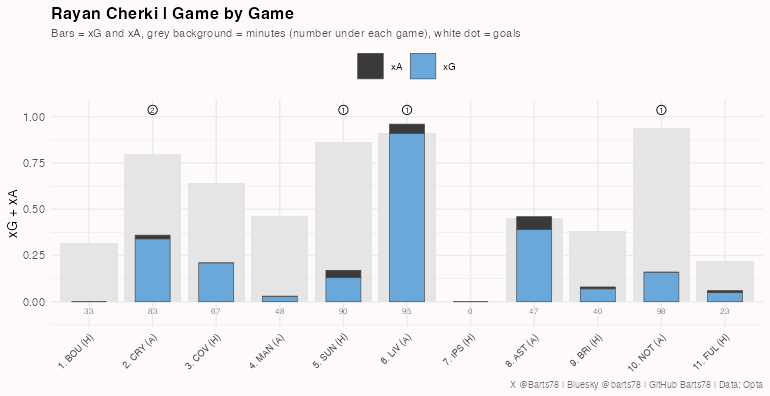 Rayan Cherki | Game by Game
Bars = xG and xA, grey background = minutes (number under each game), white dot = goals
xA xG
2 1 1 1
1.00
0.75
0.50
0.25
0.00
xG + xA
33 83 67 48 90 95 0 47 40 98 23
1. BOU (H)
2. CRY (A)
3. COV (H)
4. MAN (A)
5. SUN (H)
6. LIV (A)
7. IPS (H)
8. AST (A)
9. BRI (H)
10. NOT (A)
11. FUL (H)
X @Barts78 | Bluesky @barts78 | GitHub Barts78 | Data: Opta